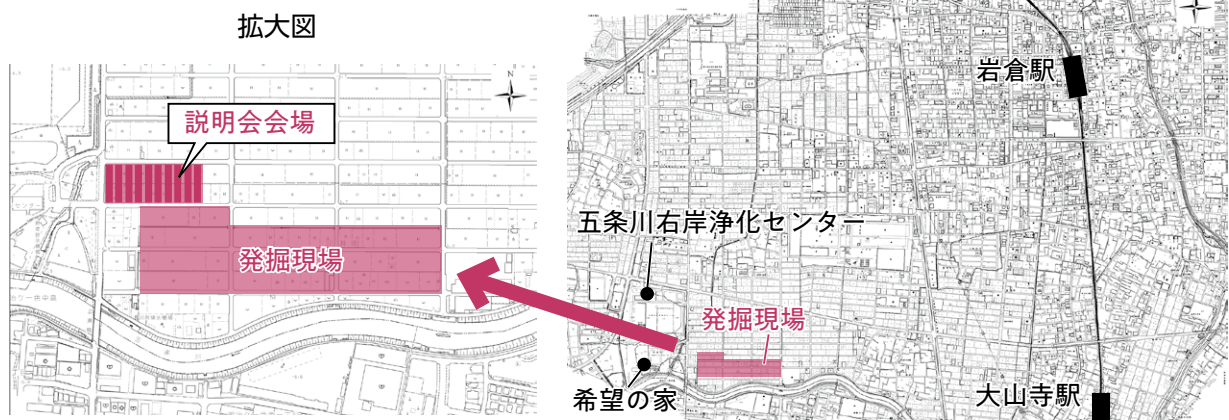 拡大図
N
説明会会場
発掘現場
岩倉駅
五条川右岸浄化センター
発掘現場
希望の家
大山寺駅